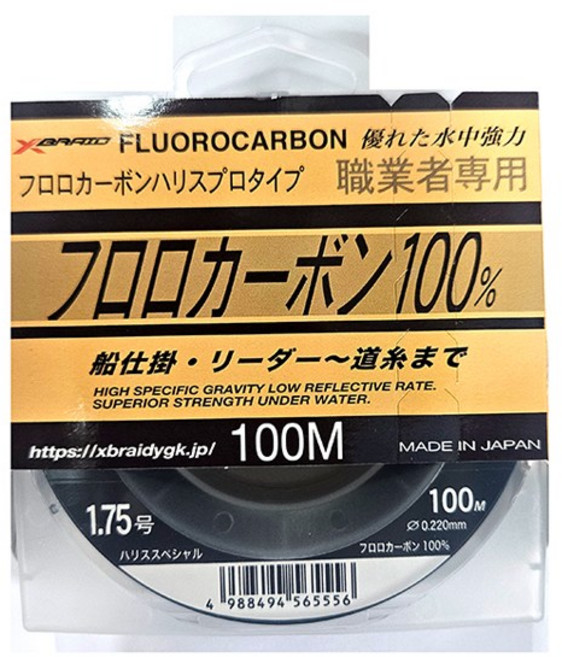 X-BRAID FLUOROCARBON 優れた水中強力
フロロカーボンハリスプロタイプ 職業者専用
フロロカーボン100%
船仕掛・リーダー～道糸まで
HIGH SPECIFIC GRAVITY LOW REFLECTIVE RATE.
SUPERIOR STRENGTH UNDER WATER.
https://xbraidygk.jp/ 100M MADE IN JAPAN
1.75号 100M
⌀0.220mm
ハリススペシャル フロロカーボン 100%
4 988494 565556